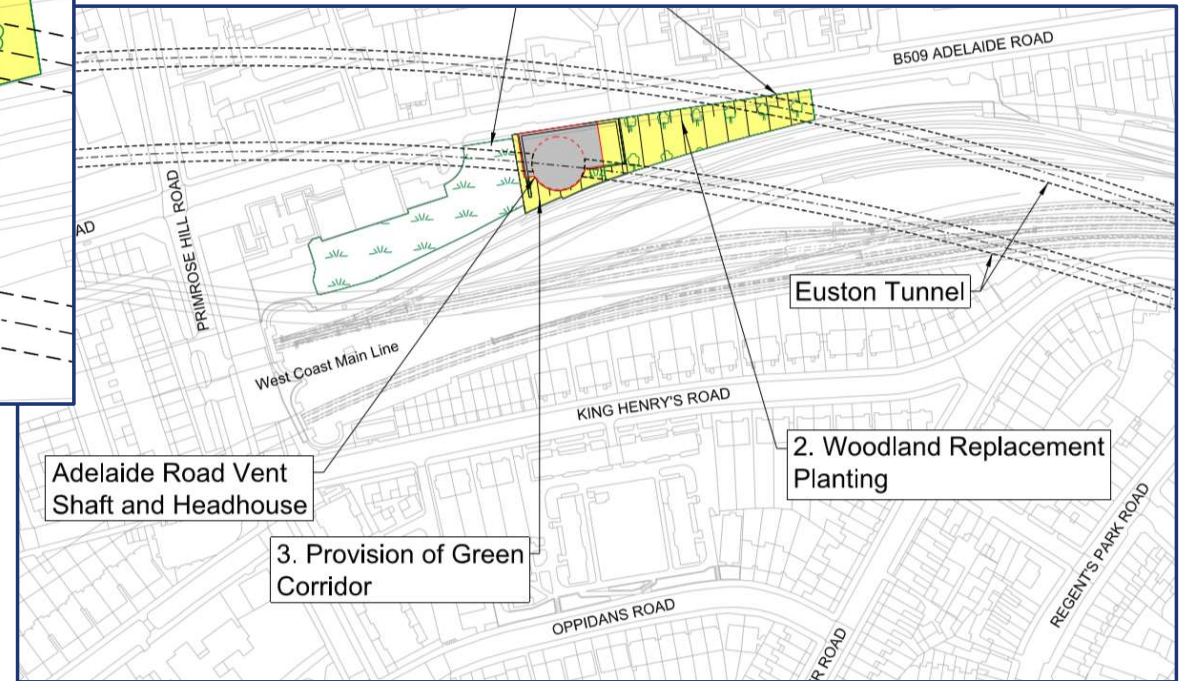 B509 ADELAIDE ROAD
PRIMROSE HILL ROAD
AD
Euston Tunnel
West Coast Main Line
KING HENRY'S ROAD
2. Woodland Replacement
Planting
Adelaide Road Vent
Shaft and Headhouse
3. Provision of Green
Corridor
REGENT'S PARK ROAD
OPPIDANS ROAD
R ROAD